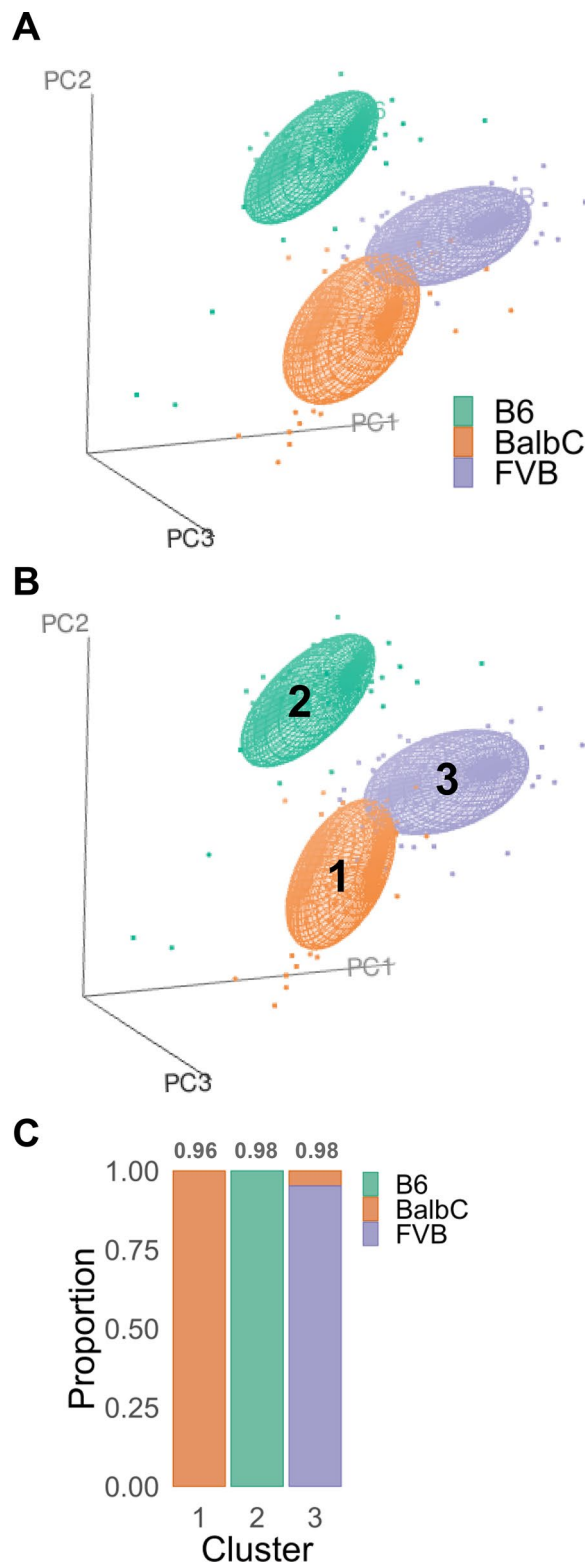 A
PC2
PC1
PC3
B6
BalbC
FVB
B
PC2
2
3
1
PC1
PC3
C
0.96 0.98 0.98
1.00
0.75
0.50
0.25
0.00
Proportion
B6
BalbC
FVB
1 2 3
Cluster